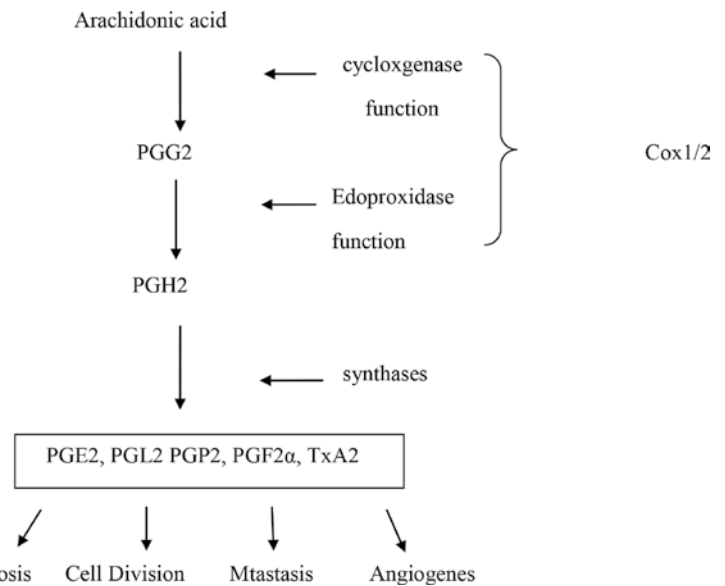 Arachidonic acid
cycloxgenase
function
PGG2
Cox1/2
Edoproxidase
function
PGH2
synthases
PGE2, PGL2 PGP2, PGF2α, TxA2
osis Cell Division Mtastasis Angiogenes